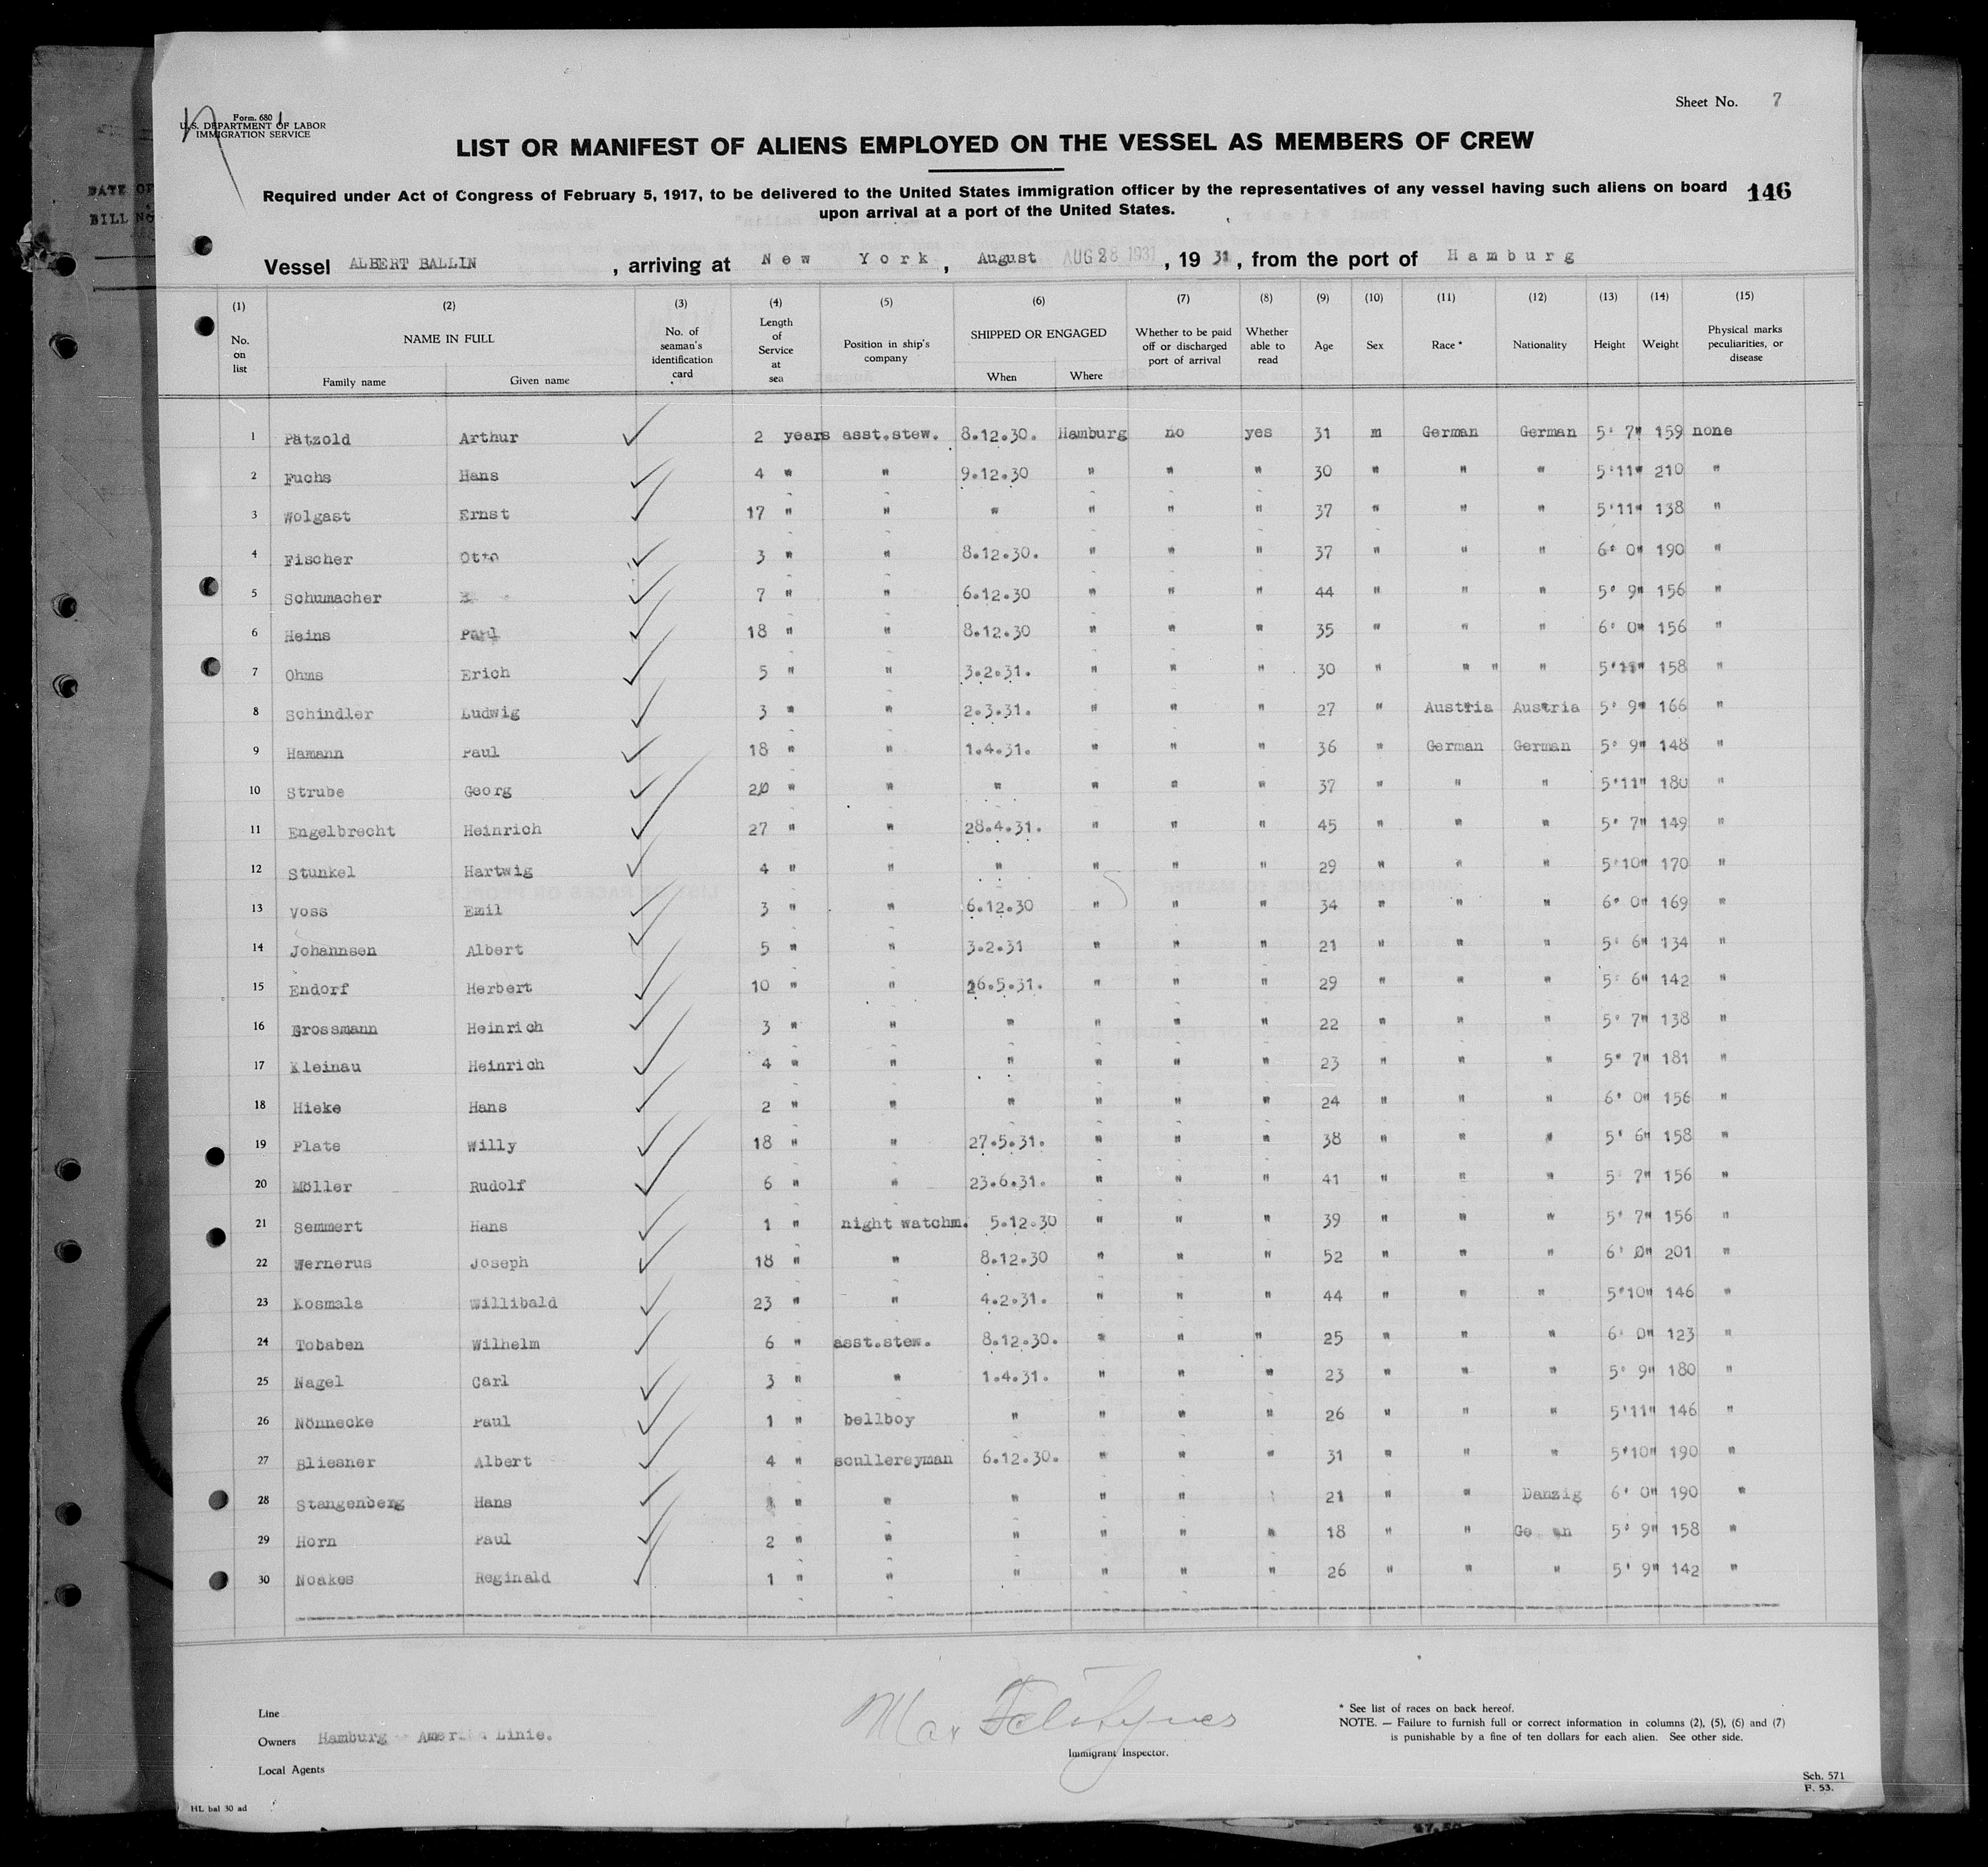 Sheet No. 7
Form. 680
U.S. DEPARTMENT OF LABOR
IMMIGRATION SERVICE
LIST OR MANIFEST OF ALIENS EMPLOYED ON THE VESSEL AS MEMBERS OF CREW
Required under Act of Congress of February 5, 1917, to be delivered to the United States immigration officer by the representatives of any vessel having such aliens on board
upon arrival at a port of the United States.
146
DATE OF
BILL No
Vessel ALBERT BALLIN , arriving at New York , August AUG 28 1931 , 19 31 , from the port of Hamburg
(1) (2) (3) (4) (5) (6) (7) (8) (9) (10) (11) (12) (13) (14) (15)
No. on list NAME IN FULL Family name Given name No. of seaman's identification card Length of Service at sea Position in ship's company SHIPPED OR ENGAGED When Where Whether to be paid off or discharged port of arrival Whether able to read Age Sex Race * Nationality Height Weight Physical marks peculiarities, or disease
1 Pätzold Arthur 2 years asst.stew. 8.12.30. Hamburg no yes 31 m German German 5' 7" 159 none
2 Fuchs Hans 4 " " 9.12.30 " " " 30 " " " 5'11" 210 "
3 Wolgast Ernst 17 " " " " " " 37 " " " 5'11" 138 "
4 Fischer Otto 3 " " 8.12.30. " " " 37 " " " 6' 0" 190 "
5 Schumacher 7 " " 6.12.30 " " " 44 " " " 5' 9" 156 "
6 Heins Paul 18 " " 8.12.30 " " " 35 " " " 6' 0" 156 "
7 Ohms Erich 5 " " 3.2.31. " " " 30 " " " " 5'11" 158 "
8 Schindler Ludwig 3 " " 2.3.31. " " " 27 " Austria Austria 5' 9" 166 "
9 Hamann Paul 18 " " 1.4.31. " " " 36 " German German 5' 9" 148 "
10 Strube Georg 20 " " " " " " 37 " " " 5'11" 180 "
11 Engelbrecht Heinrich 27 " " 28.4.31. " " " 45 " " " 5' 7" 149 "
12 Stunkel Hartwig 4 " " " " " " 29 " " " 5'10" 170 "
13 Voss Emil 3 " " 6.12.30 " " " 34 " " " 6' 0" 169 "
14 Johannsen Albert 5 " " 3.2.31 " " " 21 " " " 5' 6" 134 "
15 Endorf Herbert 10 " " 26.5.31. " " " 29 " " " 5' 6" 142 "
16 Grossmann Heinrich 3 " " " " " " 22 " " " 5' 7" 138 "
17 Kleinau Heinrich 4 " " " " " " 23 " " " 5' 7" 181 "
18 Hieke Hans 2 " " " " " " 24 " " " 6' 0" 156 "
19 Plate Willy 18 " " 27.5.31. " " " 38 " " " 5' 6" 158 "
20 Möller Rudolf 6 " " 23.6.31. " " " 41 " " " 5' 7" 156 "
21 Semmert Hans 1 " night watchm. 5.12.30 " " " 39 " " " 5' 7" 156 "
22 Wernerus Joseph 18 " " 8.12.30 " " " 52 " " " 6' 0" 201 "
23 Kosmala Willibald 23 " " 4.2.31. " " " 44 " " " 5'10" 146 "
24 Tobaben Wilhelm 6 " asst.stew. 8.12.30. " " " 25 " " " 6' 0" 123 "
25 Nagel Carl 3 " " 1.4.31. " " " 23 " " " 5' 9" 180 "
26 Nönnecke Paul 1 " bellboy " " " " 26 " " " 5'11" 146 "
27 Bliesner Albert 4 " scullereyman 6.12.30. " " " 31 " " " 5'10" 190 "
28 Stangenberg Hans " " " " " " 21 " " Danzig 6' 0" 190 "
29 Horn Paul 2 " " " " " " 18 " " 5' 9" 158 "
30 Noakes Reginald 1 " " " " " " 26 " " " 5' 9" 142 "
Line
Owners Hamburg - Amerika Linie.
Local Agents
Max
Immigrant Inspector.
* See list of races on back hereof.
NOTE. — Failure to furnish full or correct information in columns (2), (5), (6) and (7)
is punishable by a fine of ten dollars for each alien. See other side.
Sch. 571
F. 53.
HL bal 30 ad